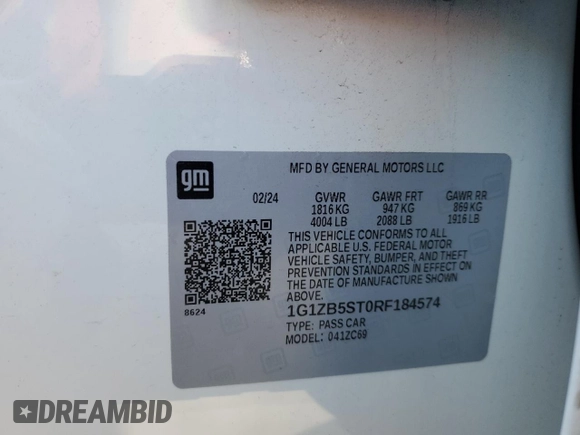 gm
MFD BY GENERAL MOTORS LLC
02/24 GVWR GAWR FRT GAWR RR
1816 KG 947 KG 869 KG
4004 LB 2088 LB 1916 LB
THIS VEHICLE CONFORMS TO ALL
APPLICABLE U.S. FEDERAL MOTOR
VEHICLE SAFETY, BUMPER, AND THEFT
PREVENTION STANDARDS IN EFFECT ON
THE DATE OF MANUFACTURE SHOWN
ABOVE.
8624
1G1ZB5ST0RF184574
TYPE: PASS CAR
MODEL: 041ZC69
DREAMBID